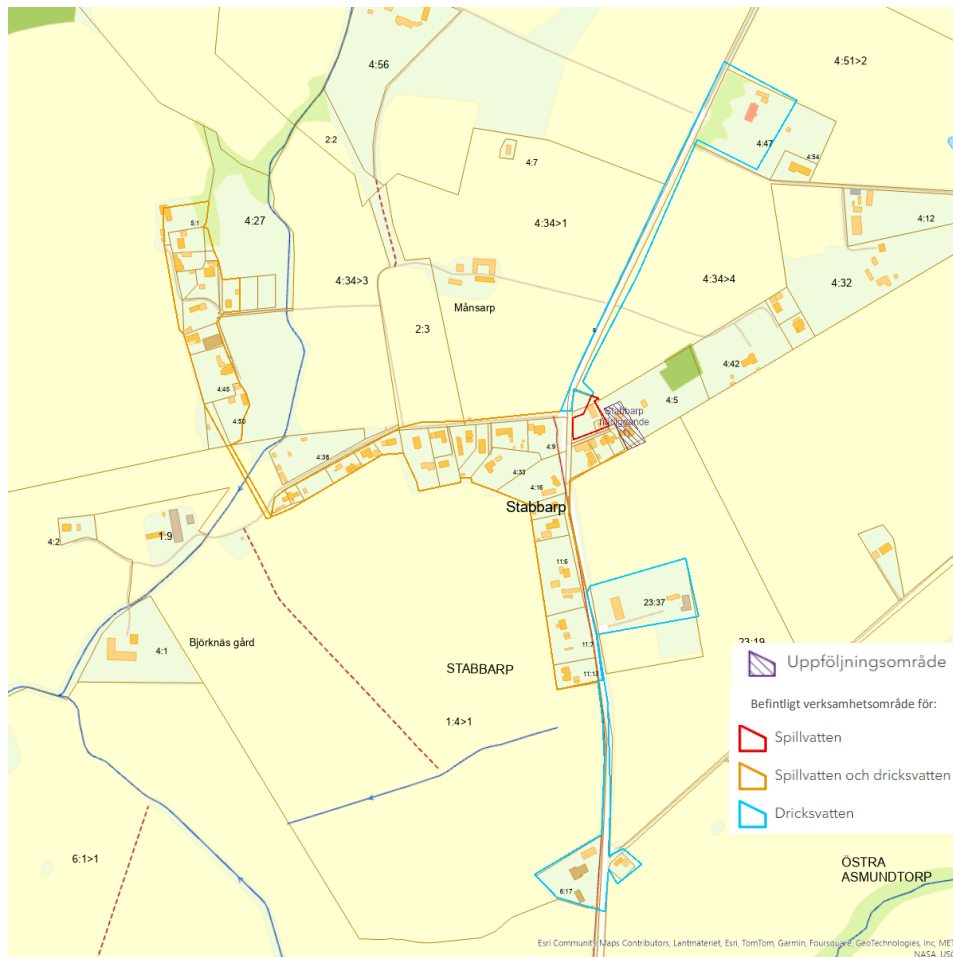 4:56
4:51>2
2:2
4:47
4:7
4:54
5:1
4:27
4:34>1
4:12
4:34>3
4:34>4
4:32
Månsarp
2:3
4:42
4:45
4:5
4:50
Stabbarp
närliggande
4:9
4:38
4:33
4:16
Stabbarp
1:9
4:2
11:6
23:37
Björknäs gård
4:1
11:7
23:19
STABBARP
11:13
1:4>1
Uppföljningsområde
Befintligt verksamhetsområde för:
Spillvatten
Spillvatten och dricksvatten
Dricksvatten
6:1>1
6:17
ÖSTRA
ASMUNDTORP
Esri Community Maps Contributors, Lantmäteriet, Esri, TomTom, Garmin, Foursquare, GeoTechnologies, Inc, MET
NASA, USG